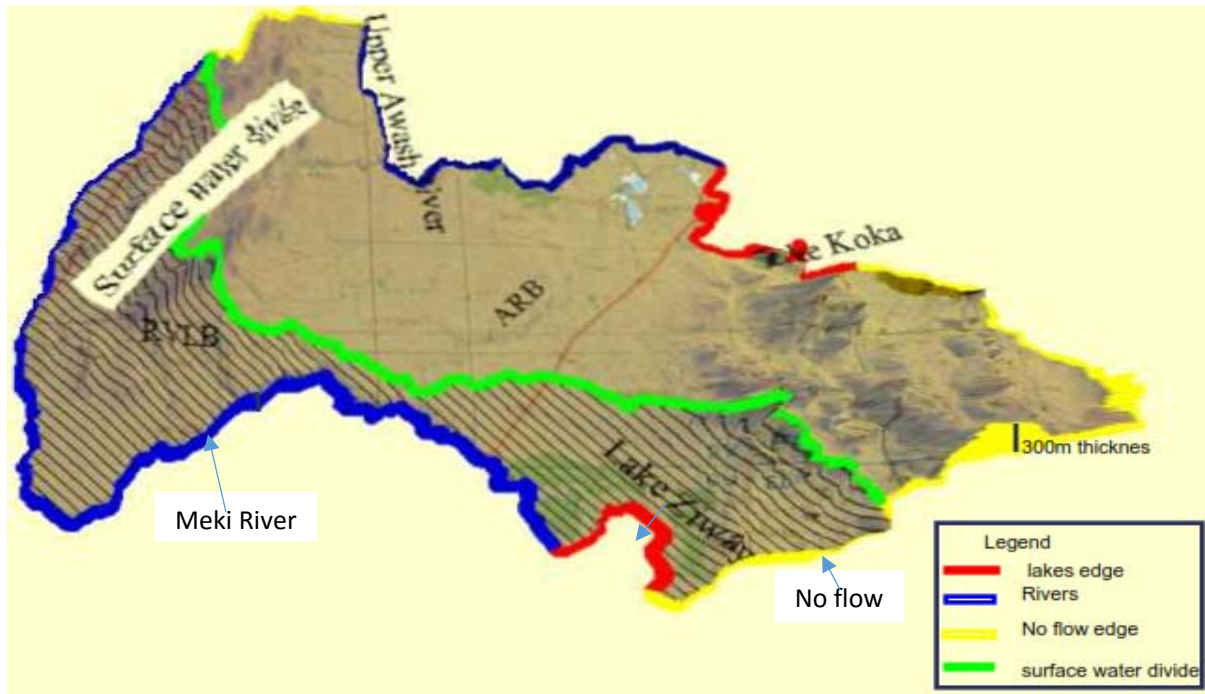 Upper Awash River
Surface water divide
Lake Koka
ARB
RVLB
Lake Ziway
300m thicknes
Meki River
No flow
Legend
lakes edge
Rivers
No flow edge
surface water divide